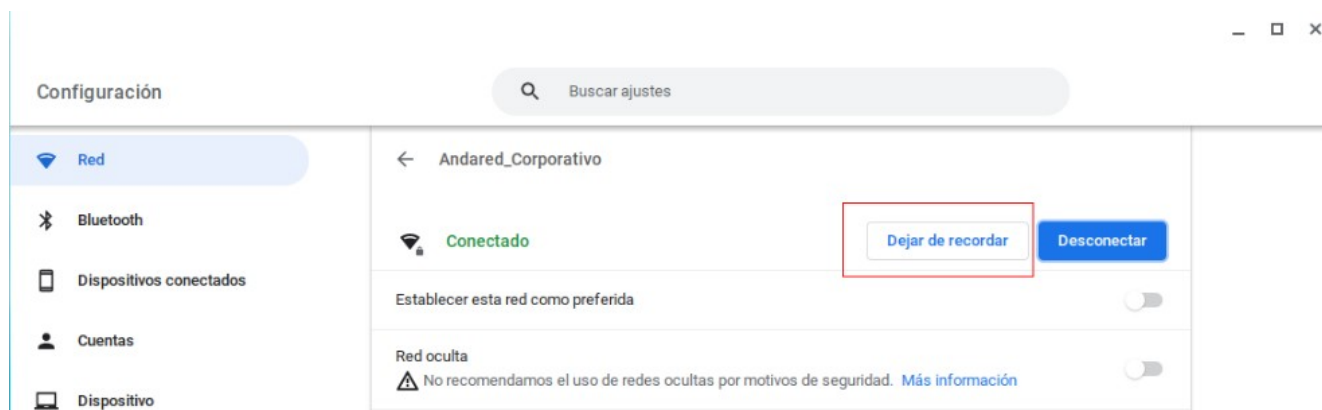 Configuración
Buscar ajustes
Red
Andared_Corporativo
Bluetooth
Conectado
Dejar de recordar
Desconectar
Dispositivos conectados
Establecer esta red como preferida
Cuentas
Red oculta
No recomendamos el uso de redes ocultas por motivos de seguridad. Más información
Dispositivo